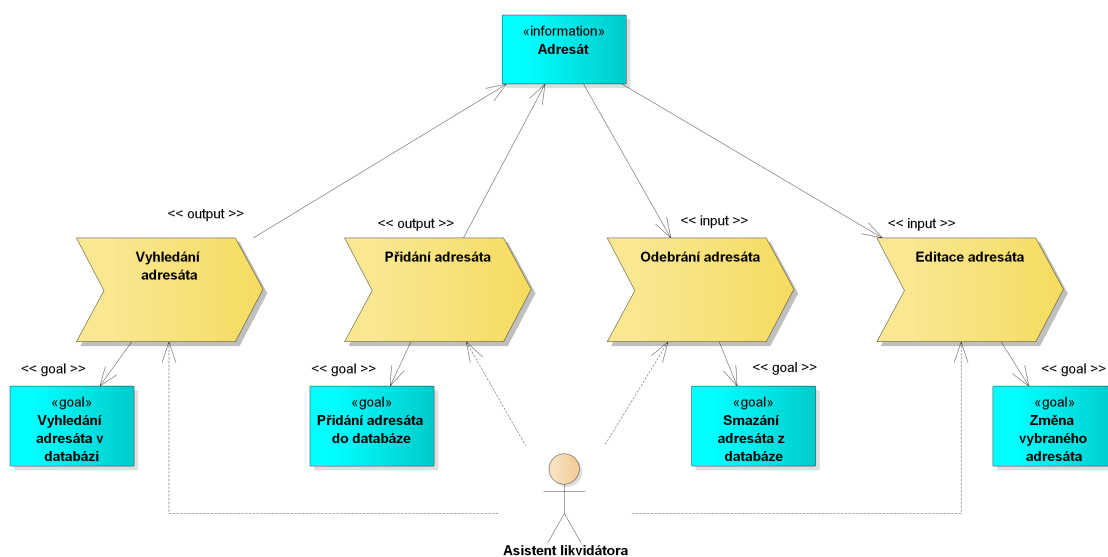 «information»
Adresát
<< output >>
<< output >>
<< input >>
<< input >>
Vyhledání
adresáta
Přidání adresáta
Odebrání adresáta
Editace adresáta
<< goal >>
<< goal >>
<< goal >>
<< goal >>
«goal»
Vyhledání
adresáta v
databázi
«goal»
Přidání adresáta
do databáze
«goal»
Smazání
adresáta z
databáze
«goal»
Změna
vybraného
adresáta
Asistent likvidátora